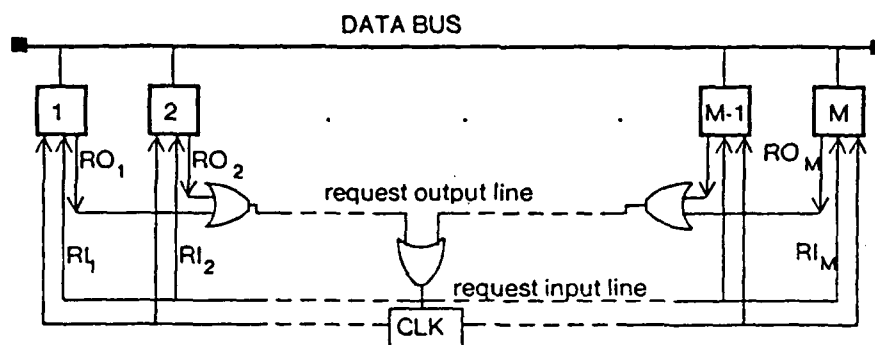 DATA BUS
1
2
M-1
M
RO1
RO2
ROM
request output line
RI1
RI2
RIM
request input line
CLK